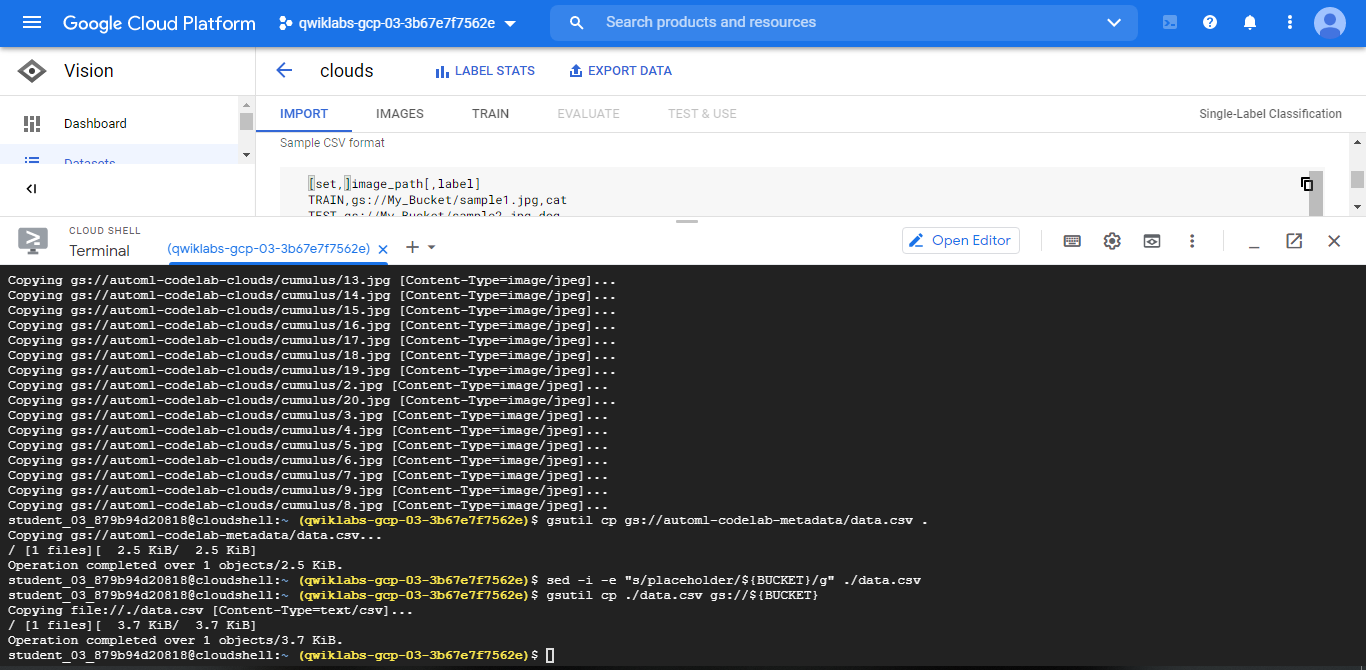 Google Cloud Platform
qwiklabs-gcp-03-3b67e7f7562e
Search products and resources
Vision
clouds
LABEL STATS
EXPORT DATA
Dashboard
Datasets
IMPORT
IMAGES
TRAIN
EVALUATE
TEST & USE
Single-Label Classification
Sample CSV format
[set,]image_path[,label]
TRAIN,gs://My_Bucket/sample1.jpg,cat
TEST,gs://My_Bucket/sample2.jpg,dog
CLOUD SHELL
Terminal
(qwiklabs-gcp-03-3b67e7f7562e)
Open Editor
Copying gs://automl-codelab-clouds/cumulus/13.jpg [Content-Type=image/jpeg]...
Copying gs://automl-codelab-clouds/cumulus/14.jpg [Content-Type=image/jpeg]...
Copying gs://automl-codelab-clouds/cumulus/15.jpg [Content-Type=image/jpeg]...
Copying gs://automl-codelab-clouds/cumulus/16.jpg [Content-Type=image/jpeg]...
Copying gs://automl-codelab-clouds/cumulus/17.jpg [Content-Type=image/jpeg]...
Copying gs://automl-codelab-clouds/cumulus/18.jpg [Content-Type=image/jpeg]...
Copying gs://automl-codelab-clouds/cumulus/19.jpg [Content-Type=image/jpeg]...
Copying gs://automl-codelab-clouds/cumulus/2.jpg [Content-Type=image/jpeg]...
Copying gs://automl-codelab-clouds/cumulus/20.jpg [Content-Type=image/jpeg]...
Copying gs://automl-codelab-clouds/cumulus/3.jpg [Content-Type=image/jpeg]...
Copying gs://automl-codelab-clouds/cumulus/4.jpg [Content-Type=image/jpeg]...
Copying gs://automl-codelab-clouds/cumulus/5.jpg [Content-Type=image/jpeg]...
Copying gs://automl-codelab-clouds/cumulus/6.jpg [Content-Type=image/jpeg]...
Copying gs://automl-codelab-clouds/cumulus/7.jpg [Content-Type=image/jpeg]...
Copying gs://automl-codelab-clouds/cumulus/9.jpg [Content-Type=image/jpeg]...
Copying gs://automl-codelab-clouds/cumulus/8.jpg [Content-Type=image/jpeg]...
student_03_879b94d20818@cloudshell:~ (qwiklabs-gcp-03-3b67e7f7562e)$ gsutil cp gs://automl-codelab-metadata/data.csv .
Copying gs://automl-codelab-metadata/data.csv...
/ [1 files][  2.5 KiB/  2.5 KiB]
Operation completed over 1 objects/2.5 KiB.
student_03_879b94d20818@cloudshell:~ (qwiklabs-gcp-03-3b67e7f7562e)$ sed -i -e "s/placeholder/${BUCKET}/g" ./data.csv
student_03_879b94d20818@cloudshell:~ (qwiklabs-gcp-03-3b67e7f7562e)$ gsutil cp ./data.csv gs://${BUCKET}
Copying file://./data.csv [Content-Type=text/csv]...
/ [1 files][  3.7 KiB/  3.7 KiB]
Operation completed over 1 objects/3.7 KiB.
student_03_879b94d20818@cloudshell:~ (qwiklabs-gcp-03-3b67e7f7562e)$